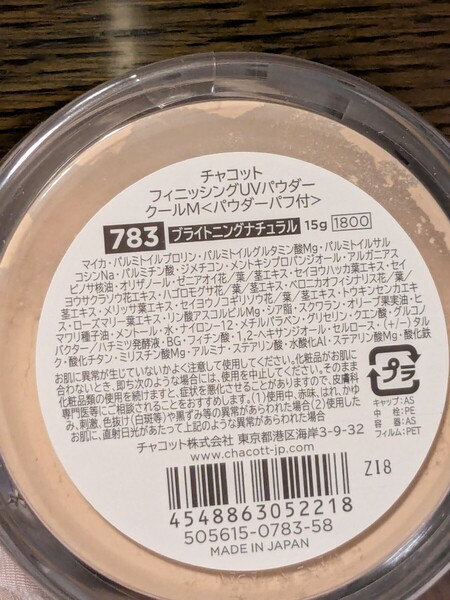 チャコット
フィニッシングUVパウダー
クールM<パウダーパフ付>
783 ブライトニングナチュラル 15g 1800
マイカ・パルミトイルプロリン・パルミトイルグルタミン酸Mg・パルミトイルサル
コシンNa・パルミチン酸・ジメチコン・メントキシプロパンジオール・アルガニアス
ピノサ核油・オリザノール・ゼニアオイ花/葉/茎エキス・セイヨウハッカ葉エキス・セイ
ヨウサクラソウ花エキス・ハゴロモグサ花/葉/茎エキス・ベロニカオフィシナリス花/葉/
茎エキス・メリッサ葉エキス・セイヨウノコギリソウ花/葉/茎エキス・トウキンセンカエキ
ス・ローズマリー葉エキス・リン酸アスコルビルMg・シア脂・スクワラン・オリーブ果実油・ヒ
マワリ種子油・メントール・水・ナイロン-12・メチルパラベン・グリセリン・クエン酸・グルコノ
バクター/ハチミツ発酵液・BG・フィチン酸・1,2-ヘキサンジオール・セルロース・(+/-)タル
ク・酸化チタン・ミリスチン酸Mg・アルミナ・ステアリン酸・水酸化Al・ステアリン酸Mg・酸化鉄
お肌に異常が生じていないかよく注意して使用してください。化粧品がお肌に
合わないとき、即ち次のような場合には、使用を中止してください。そのまま
化粧品類の使用を続けますと、症状を悪化させることがありますので、皮膚科
専門医等にご相談されることをおすすめします。(1)使用中、赤味、はれ、かゆ
み、刺激、色抜け(白斑等)や黒ずみ等の異常があらわれた場合(2)使用した
お肌に、直射日光があたって上記のような異常があらわれた場合
プラ
キャップ:AS
中栓:PE
容器:AS
フィルム:PET
チャコット株式会社 東京都港区海岸3-9-32
www.chacott-jp.com
Z18
4548863052218
505615-0783-58
MADE IN JAPAN